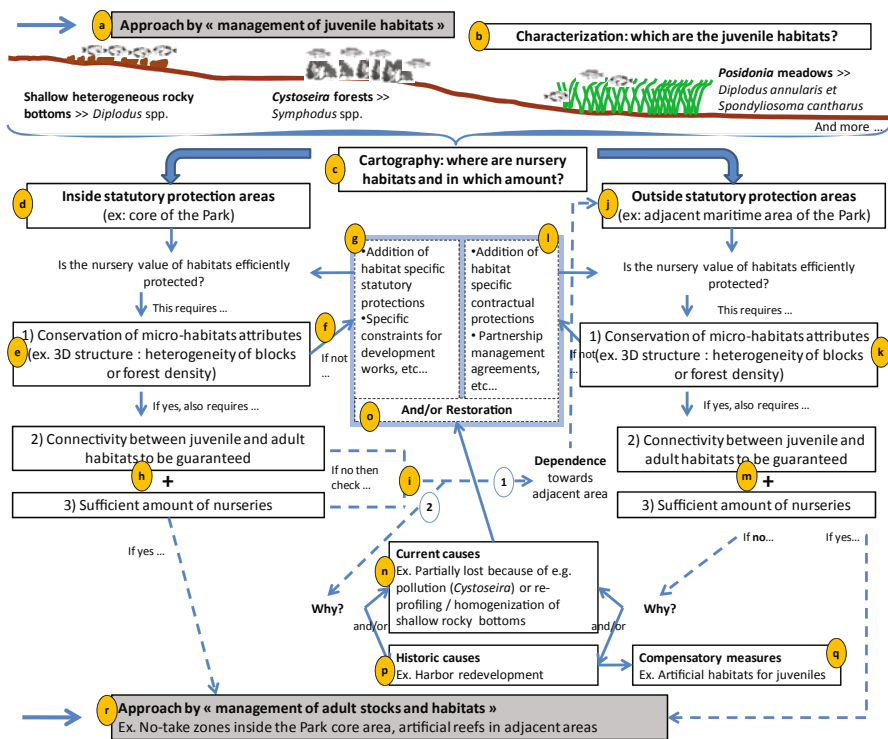 a
Approach by « management of juvenile habitats »
b
Characterization: which are the juvenile habitats?
Shallow heterogeneous rocky
bottoms >> Diplodus spp.
Cystoseira forests >>
Symphodus spp.
Posidonia meadows >>
Diplodus annularis et
Spondyliosoma cantharus
And more ...
c
Cartography: where are nursery
habitats and in which amount?
d
Inside statutory protection areas
(ex: core of the Park)
j
Outside statutory protection areas
(ex: adjacent maritime area of the Park)
Is the nursery value of habitats efficiently
protected?
This requires ...
e
1) Conservation of micro-habitats attributes
(ex. 3D structure : heterogeneity of blocks
or forest density)
f
If not
...
g
•Addition of
habitat specific
statutory
protections
•Specific
constraints for
development
works, etc...
l
•Addition of
habitat
specific
contractual
protections
• Partnership
management
agreements,
etc...
o
And/or Restoration
Is the nursery value of habitats efficiently
protected?
This requires ...
If not
...
1) Conservation of micro-habitats attributes
(ex. 3D structure : heterogeneity of blocks
or forest density)
k
If yes, also requires ...
2) Connectivity between juvenile and adult
habitats to be guaranteed
h
+
3) Sufficient amount of nurseries
If no then
check ...
i
1
2
Dependence
towards
adjacent area
If yes, also requires ...
2) Connectivity between juvenile and
adult habitats to be guaranteed
m
+
3) Sufficient amount of nurseries
If yes ...
If no...
If yes...
Why?
and/or
n
Current causes
Ex. Partially lost because of e.g.
pollution (Cystoseira) or re-
profiling / homogenization of
shallow rocky bottoms
Why?
and/or
p
Historic causes
Ex. Harbor redevelopment
q
Compensatory measures
Ex. Artificial habitats for juveniles
r
Approach by « management of adult stocks and habitats »
Ex. No-take zones inside the Park core area, artificial reefs in adjacent areas